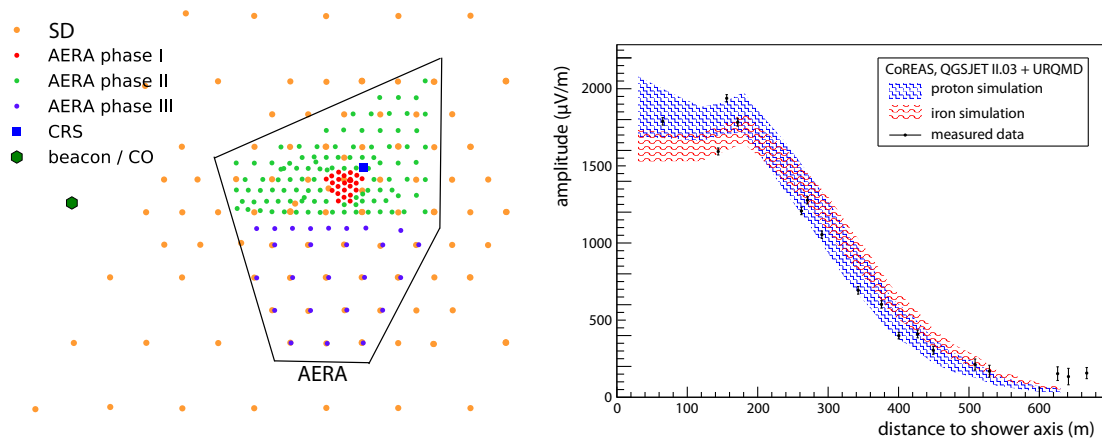 SD
AERA phase I
AERA phase II
AERA phase III
CRS
beacon / CO
AERA
amplitude (μV/m)
2000
1500
1000
500
0
CoREAS, QGSJET II.03 + URQMD
proton simulation
iron simulation
measured data
0 100 200 300 400 500 600
distance to shower axis (m)